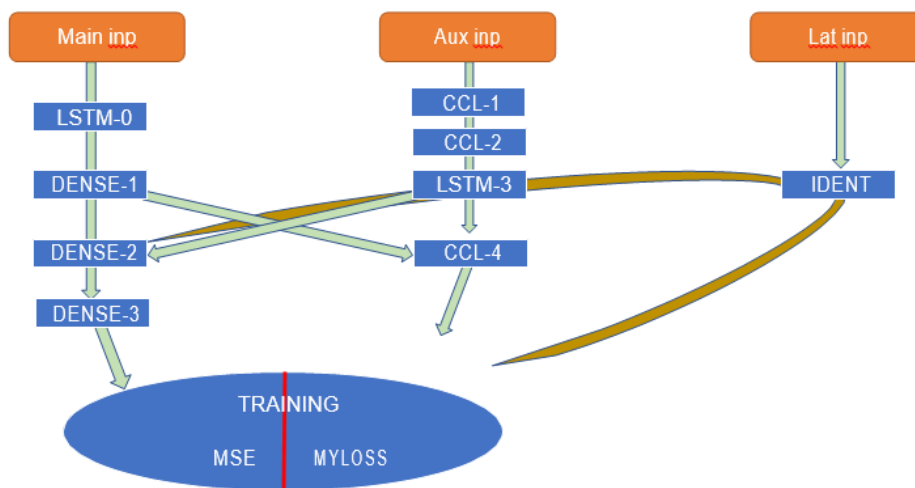 Main inp
Aux inp
Lat inp
LSTM-0
CCL-1
CCL-2
DENSE-1
LSTM-3
IDENT
DENSE-2
CCL-4
DENSE-3
TRAINING
MSE
MYLOSS